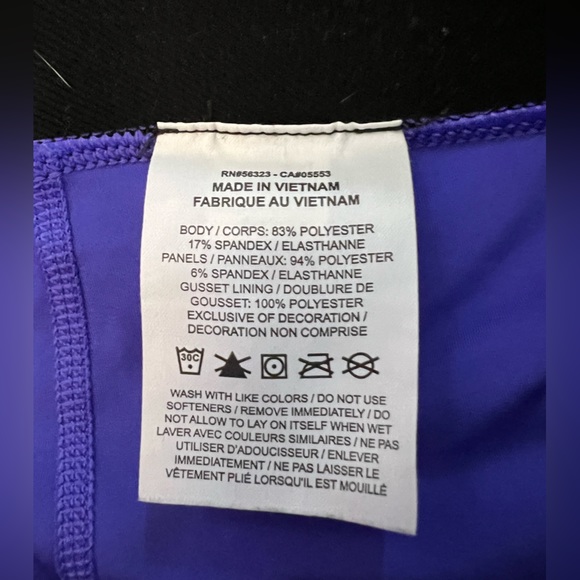 RN#56323 - CA#05553
MADE IN VIETNAM
FABRIQUE AU VIETNAM
BODY / CORPS: 83% POLYESTER
17% SPANDEX / ELASTHANNE
PANELS / PANNEAUX: 94% POLYESTER
6% SPANDEX / ELASTHANNE
GUSSET LINING / DOUBLURE DE
GOUSSET: 100% POLYESTER
EXCLUSIVE OF DECORATION /
DECORATION NON COMPRISE
30C
WASH WITH LIKE COLORS / DO NOT USE
SOFTENERS / REMOVE IMMEDIATELY / DO
NOT ALLOW TO LAY ON ITSELF WHEN WET
LAVER AVEC COULEURS SIMILAIRES / NE PAS
UTILISER D'ADOUCISSEUR / ENLEVER
IMMEDIATEMENT / NE PAS LAISSER LE
VÊTEMENT PLIÉ LORSQU'IL EST MOUILLÉ